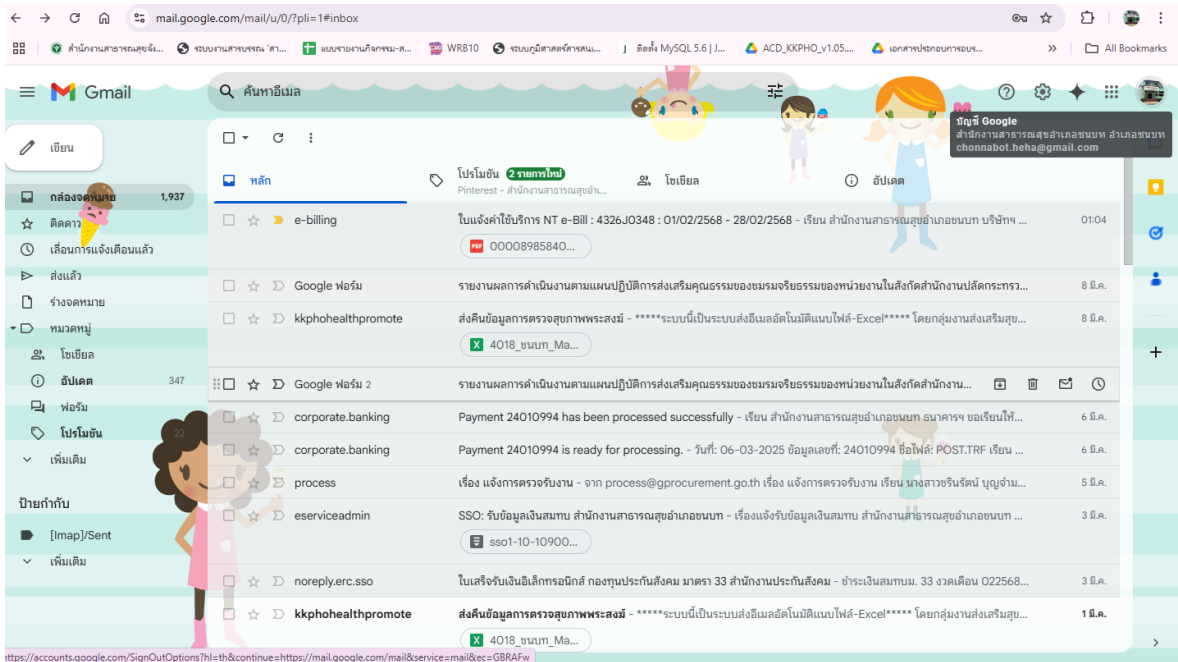 mail.google.com/mail/u/0/?pli=1#inbox
สำนักงานสาธารณสุขจัง...
ระบบงานสารบรรณ 'สา...
แบบรายงานกิจกรรม-ส...
WRB10
ระบบภูมิศาสตร์สารสนเ...
ติดตั้ง MySQL 5.6 | J...
ACD_KKPHO_v1.05....
เอกสารประกอบการอบร...
All Bookmarks
Gmail
ค้นหาอีเมล
บัญชี Google
สำนักงานสาธารณสุขอำเภอชนบท อำเภอชนบท
chonnabot.heha@gmail.com
เขียน
กล่องจดหมาย 1,937
ติดดาว
เลื่อนการแจ้งเตือนแล้ว
ส่งแล้ว
ร่างจดหมาย
หมวดหมู่
โซเชียล
อัปเดต 347
ฟอรัม
โปรโมชัน 22
เพิ่มเติม
ป้ายกำกับ
[Imap]/Sent
เพิ่มเติม
หลัก
โปรโมชัน 2 รายการใหม่
Pinterest - สำนักงานสาธารณสุขอำเ...
โซเชียล
อัปเดต
e-billing ใบแจ้งค่าใช้บริการ NT e-Bill : 4326J0348 : 01/02/2568 - 28/02/2568 - เรียน สำนักงานสาธารณสุขอำเภอชนบท บริษัทฯ ... 01:04
PDF 00008985840...
Google ฟอร์ม รายงานผลการดำเนินงานตามแผนปฏิบัติการส่งเสริมคุณธรรมของชมรมจริยธรรมของหน่วยงานในสังกัดสำนักงานปลัดกระทรว... 8 มี.ค.
kkphohealthpromote ส่งคืนข้อมูลการตรวจสุขภาพพระสงฆ์ - *****ระบบนี้เป็นระบบส่งอีเมลอัตโนมัติแนบไฟล์-Excel***** โดยกลุ่มงานส่งเสริมสุข... 8 มี.ค.
X 4018_ชนบท_Ma...
Google ฟอร์ม 2 รายงานผลการดำเนินงานตามแผนปฏิบัติการส่งเสริมคุณธรรมของชมรมจริยธรรมของหน่วยงานในสังกัดสำนักงาน...
corporate.banking Payment 24010994 has been processed successfully - เรียน สำนักงานสาธารณสุขอำเภอชนบท ธนาคารฯ ขอเรียนให้... 6 มี.ค.
corporate.banking Payment 24010994 is ready for processing. - วันที่: 06-03-2025 ข้อมูลเลขที่: 24010994 ชื่อไฟล์: POST.TRF เรียน ... 6 มี.ค.
process เรื่อง แจ้งการตรวจรับงาน - จาก process@gprocurement.go.th เรื่อง แจ้งการตรวจรับงาน เรียน นางสาวชรินรัตน์ บุญจำม... 5 มี.ค.
eserviceadmin SSO: รับข้อมูลเงินสมทบ สำนักงานสาธารณสุขอำเภอชนบท - เรื่องแจ้งรับข้อมูลเงินสมทบ สำนักงานสาธารณสุขอำเภอชนบท ... 3 มี.ค.
sso1-10-10900...
noreply.erc.sso ใบเสร็จรับเงินอิเล็กทรอนิกส์ กองทุนประกันสังคม มาตรา 33 สำนักงานประกันสังคม - ชำระเงินสมทบม. 33 งวดเดือน 022568... 3 มี.ค.
kkphohealthpromote ส่งคืนข้อมูลการตรวจสุขภาพพระสงฆ์ - *****ระบบนี้เป็นระบบส่งอีเมลอัตโนมัติแนบไฟล์-Excel***** โดยกลุ่มงานส่งเสริมสุข... 1 มี.ค.
X 4018_ชนบท_Ma...
https://accounts.google.com/SignOutOptions?hl=th&continue=https://mail.google.com/mail&service=mail&ec=GBRAFw